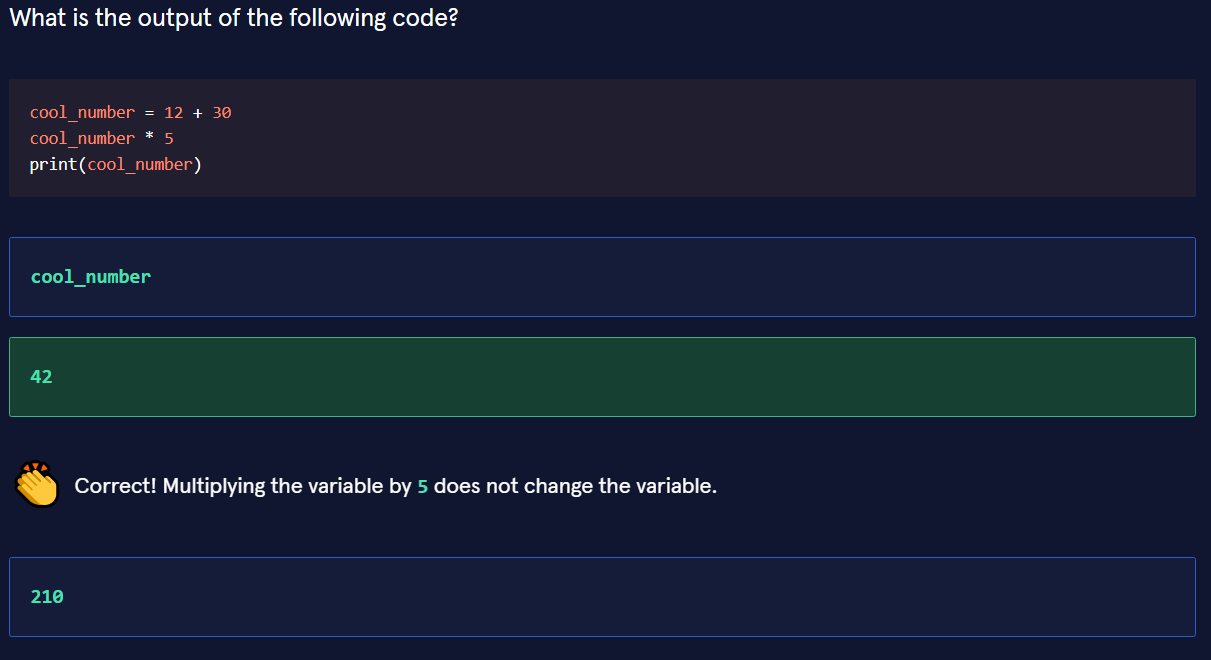 What is the output of the following code?
cool_number = 12 + 30
cool_number * 5
print(cool_number)
cool_number
42
Correct! Multiplying the variable by 5 does not change the variable.
210